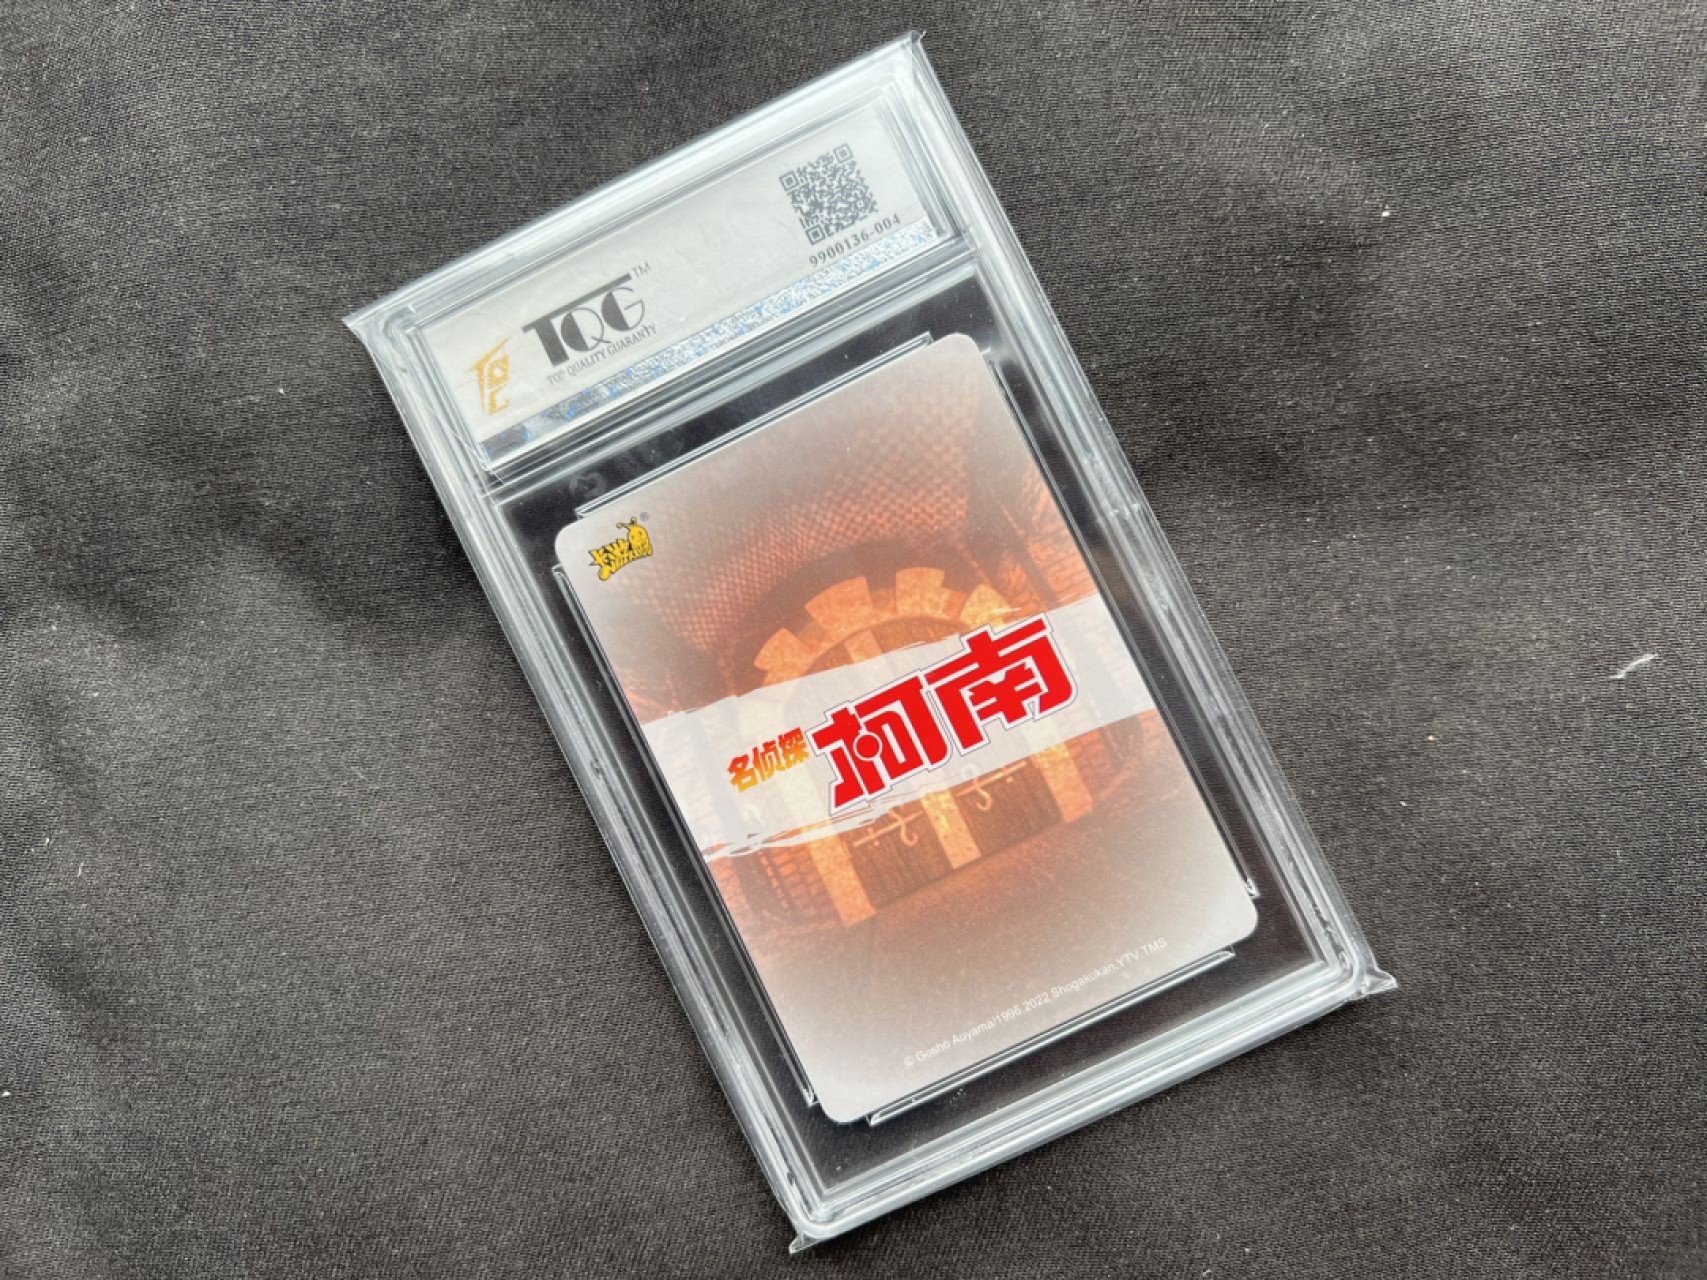 9900136-004
TQG™
TOP QUALITY GUARANTY
卡游®
名侦探
柯南
© Gosho Aoyama/1996,2022 Shogakukan,YTV,TMS